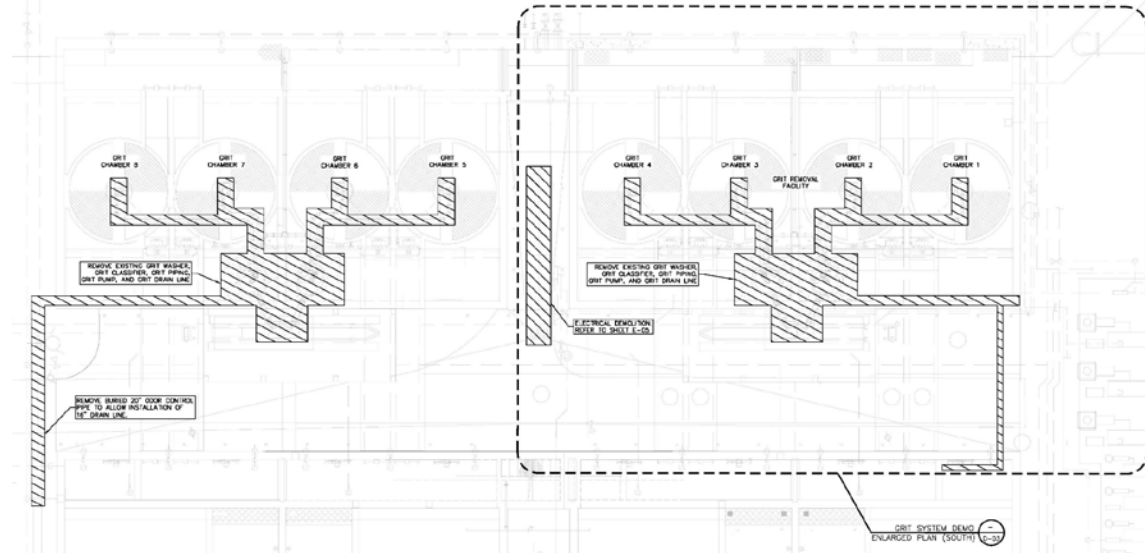 GRIT
CHAMBER 8
GRIT
CHAMBER 7
GRIT
CHAMBER 6
GRIT
CHAMBER 5
GRIT
CHAMBER 4
GRIT
CHAMBER 3
GRIT
CHAMBER 2
GRIT
CHAMBER 1
GRIT REMOVAL
FACILITY
REMOVE EXISTING GRIT WASHER,
GRIT CLASSIFIER, GRIT PIPING,
GRIT PUMP, AND GRIT DRAIN LINE
REMOVE EXISTING GRIT WASHER,
GRIT CLASSIFIER, GRIT PIPING,
GRIT PUMP, AND GRIT DRAIN LINE
ELECTRICAL DEMOLITION
REFER TO SHEET E-05
REMOVE BURIED 20" ODOR CONTROL
PIPE TO ALLOW INSTALLATION OF
16" DRAIN LINE.
GRIT SYSTEM DEMO
ENLARGED PLAN (SOUTH)
-
D-03